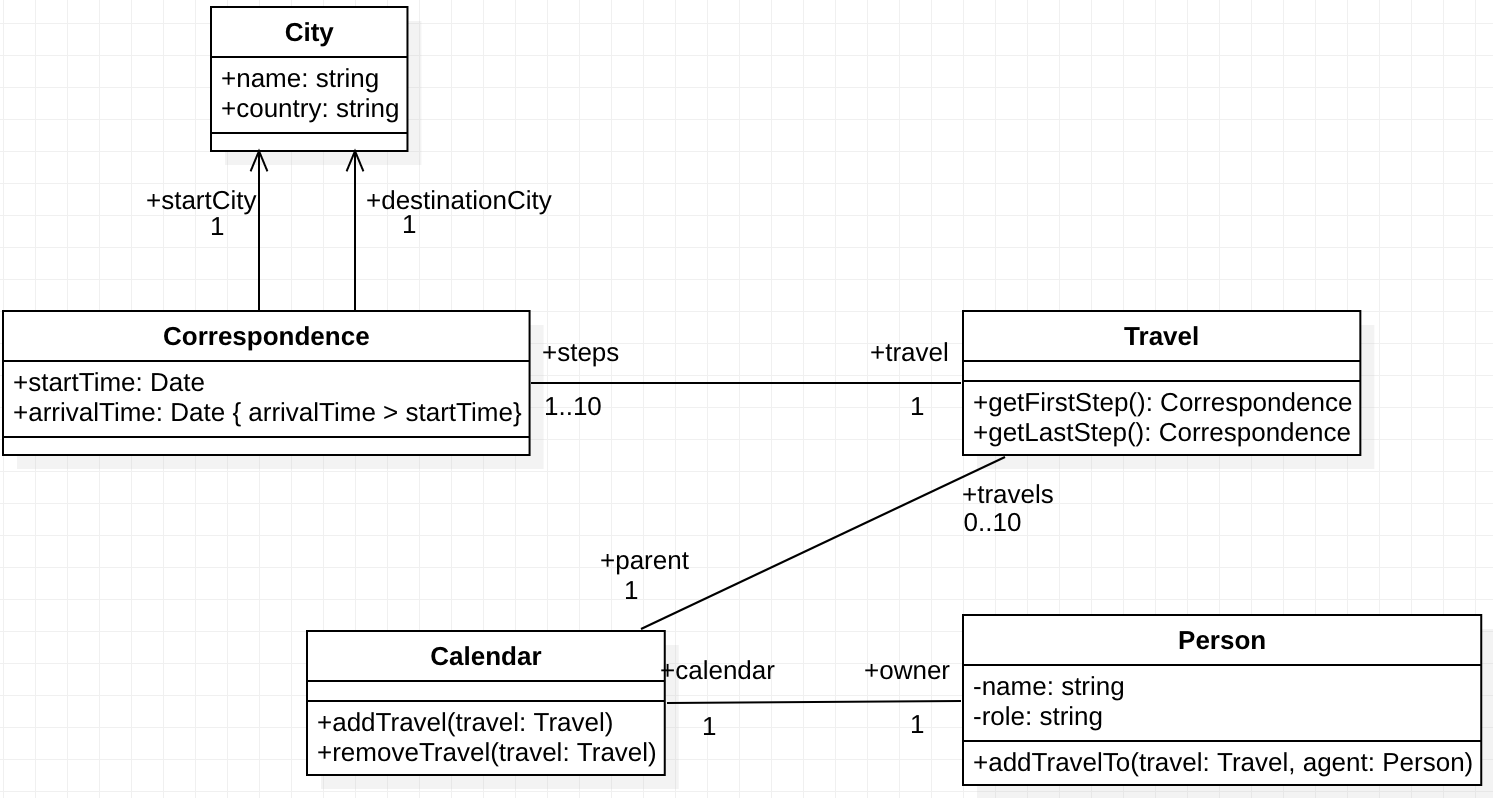 City
+name: string
+country: string
+startCity
1
+destinationCity
1
Correspondence
+startTime: Date
+arrivalTime: Date { arrivalTime > startTime}
+steps
1..10
+travel
1
Travel
+getFirstStep(): Correspondence
+getLastStep(): Correspondence
+travels
0..10
+parent
1
Calendar
+addTravel(travel: Travel)
+removeTravel(travel: Travel)
+calendar
1
+owner
1
Person
-name: string
-role: string
+addTravelTo(travel: Travel, agent: Person)